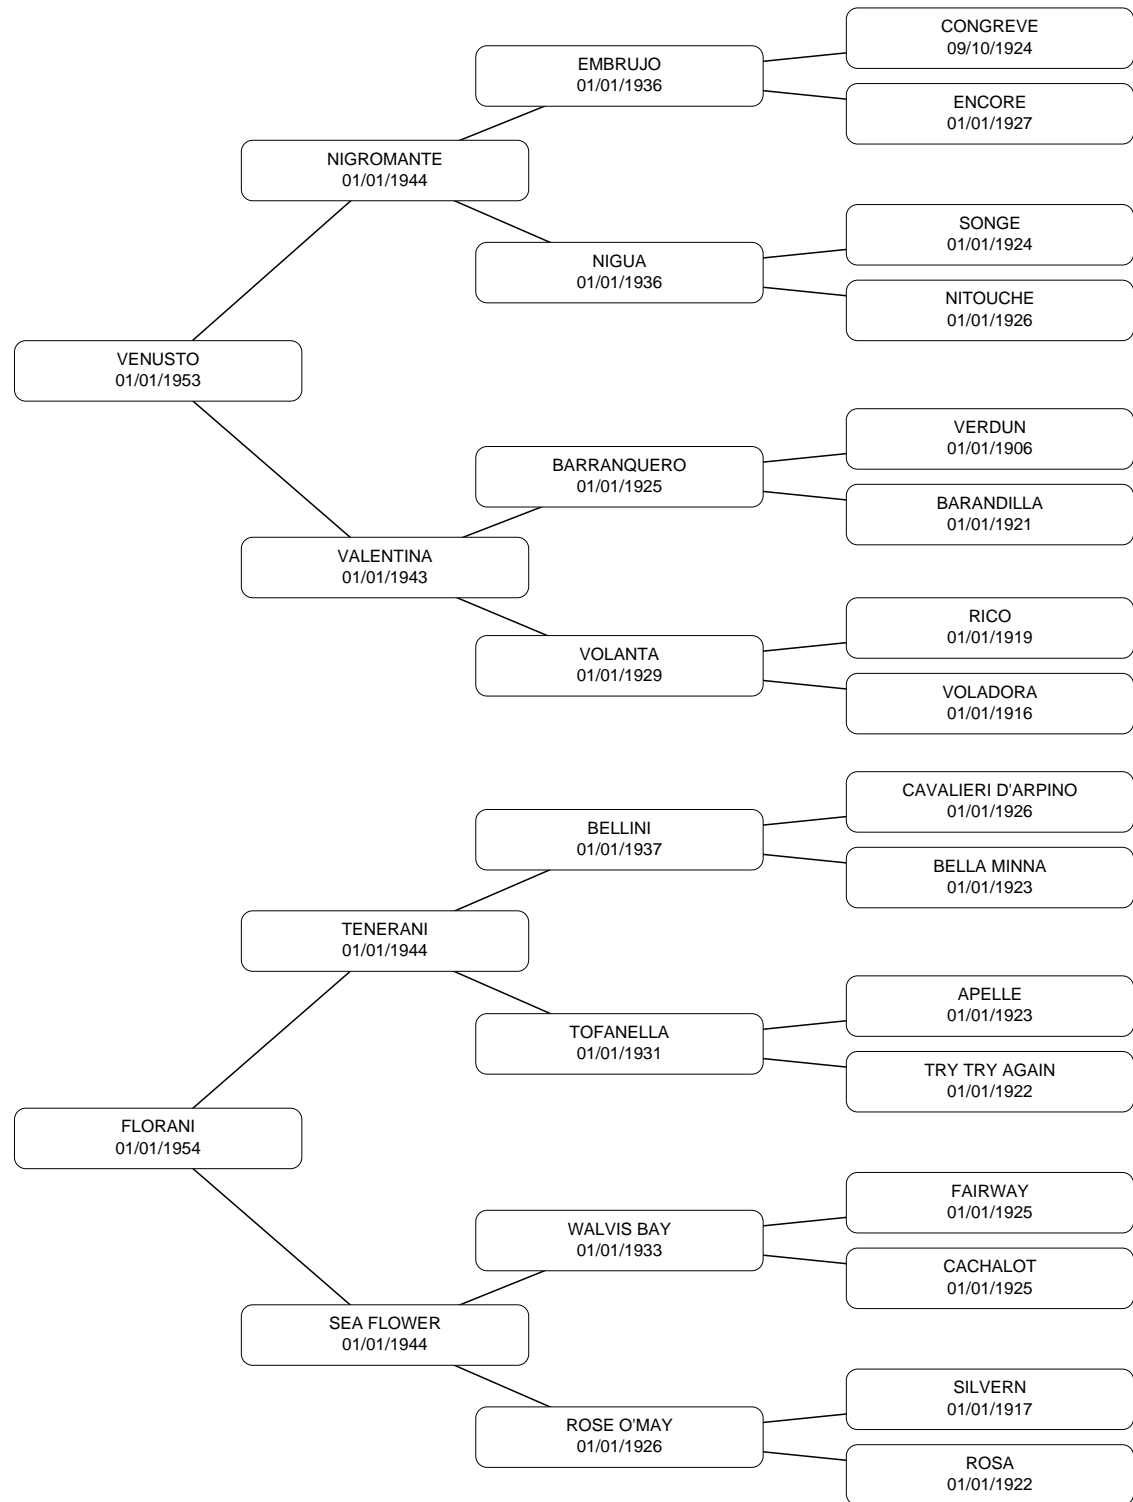 CONGREVE
09/10/1924
EMBRUJO
01/01/1936
ENCORE
01/01/1927
NIGROMANTE
01/01/1944
SONGE
01/01/1924
NIGUA
01/01/1936
NITOUCHE
01/01/1926
VENUSTO
01/01/1953
VERDUN
01/01/1906
BARRANQUERO
01/01/1925
BARANDILLA
01/01/1921
VALENTINA
01/01/1943
RICO
01/01/1919
VOLANTA
01/01/1929
VOLADORA
01/01/1916
CAVALIERI D'ARPINO
01/01/1926
BELLINI
01/01/1937
BELLA MINNA
01/01/1923
TENERANI
01/01/1944
APELLE
01/01/1923
TOFANELLA
01/01/1931
TRY TRY AGAIN
01/01/1922
FLORANI
01/01/1954
FAIRWAY
01/01/1925
WALVIS BAY
01/01/1933
CACHALOT
01/01/1925
SEA FLOWER
01/01/1944
SILVERN
01/01/1917
ROSE O'MAY
01/01/1926
ROSA
01/01/1922